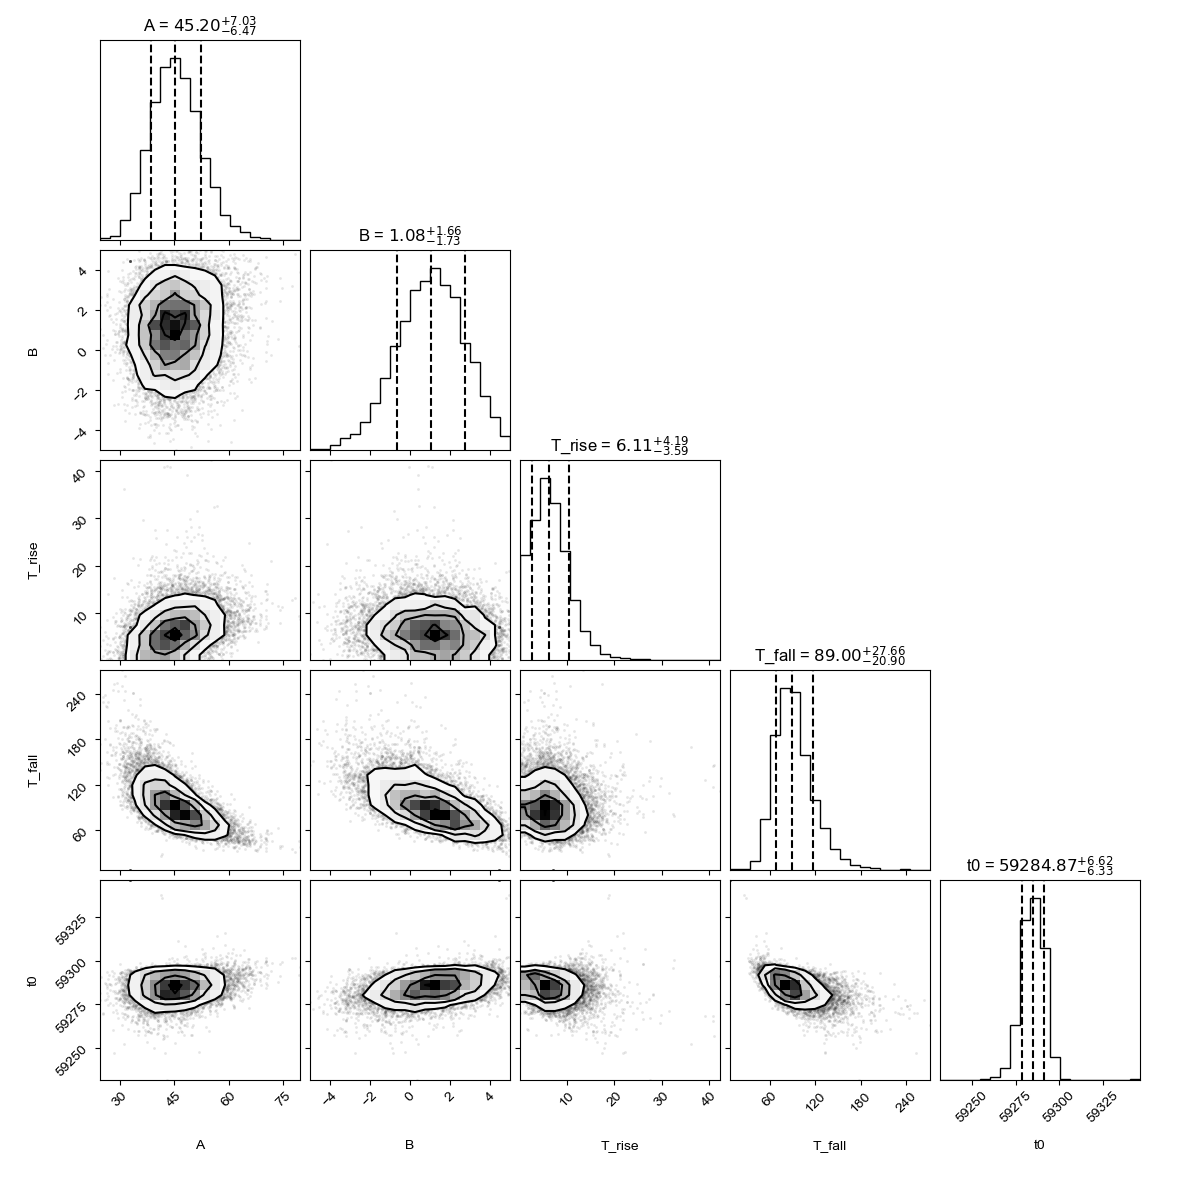 A = 45.20+7.03−6.47
B = 1.08+1.66−1.73
4
2
0
−2
−4
B
T_rise = 6.11+4.19−3.59
40
30
20
10
T_rise
T_fall = 89.00+27.66−20.90
240
180
120
60
T_fall
t0 = 59284.87+6.62−6.33
59325
59300
59275
59250
t0
30 45 60 75 −4 −2 0 2 4 10 20 30 40 60 120 180 240 59250 59275 59300 59325
A B T_rise T_fall t0